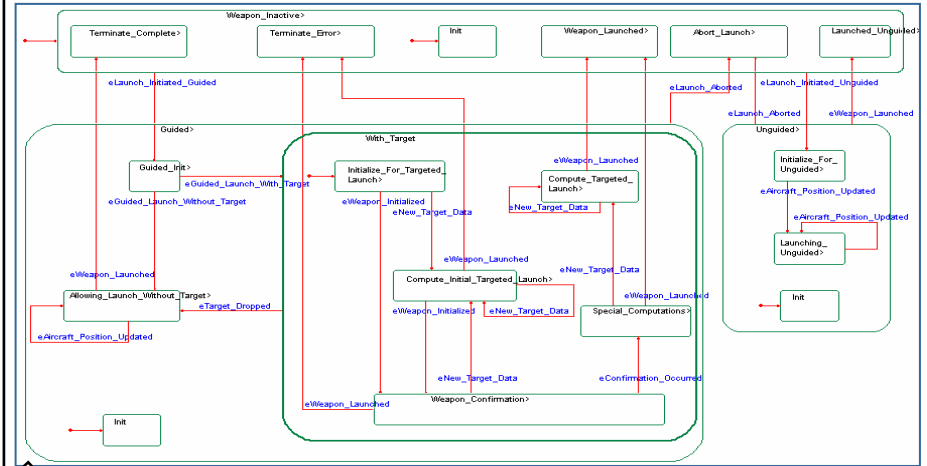 Weapon_Inactive>
Terminate_Complete>
Terminate_Error>
Init
Weapon_Launched>
Abort_Launch>
Launched_Unguided>
eLaunch_Initiated_Guided
eLaunch_Aborted
eLaunch_Initiated_Unguided
eLaunch_Aborted
eWeapon_Launched
Guided>
With_Target
Unguided>
Guided_Init>
eGuided_Launch_With_Target
eGuided_Launch_Without_Target
Initialize_For_Targeted_
Launch>
eWeapon_Initialized
eNew_Target_Data
eWeapon_Launched
Compute_Targeted_
Launch>
eNew_Target_Data
Initialize_For_
Unguided>
eAircraft_Position_Updated
eAircraft_Position_Updated
Launching_
Unguided>
Init
eWeapon_Launched
eWeapon_Launched
Compute_Initial_Targeted_Launch>
eNew_Target_Data
eWeapon_Launched
Allowing_Launch_Without_Target>
eTarget_Dropped
eWeapon_Initialized
eNew_Target_Data
Special_Computations>
eAircraft_Position_Updated
eNew_Target_Data
eConfirmation_Occurred
eWeapon_Launched
Weapon_Confirmation>
Init